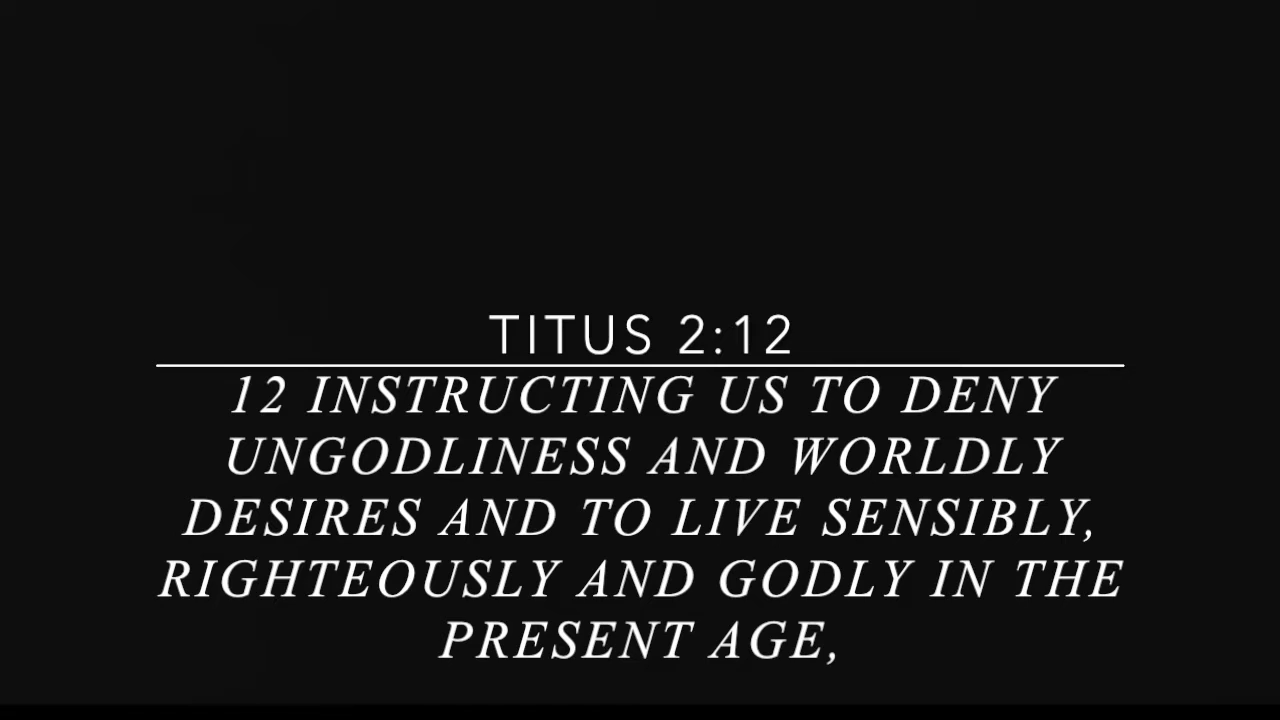 TITUS 2:12
12 INSTRUCTING US TO DENY
UNGODLINESS AND WORLDLY
DESIRES AND TO LIVE SENSIBLY,
RIGHTEOUSLY AND GODLY IN THE
PRESENT AGE,